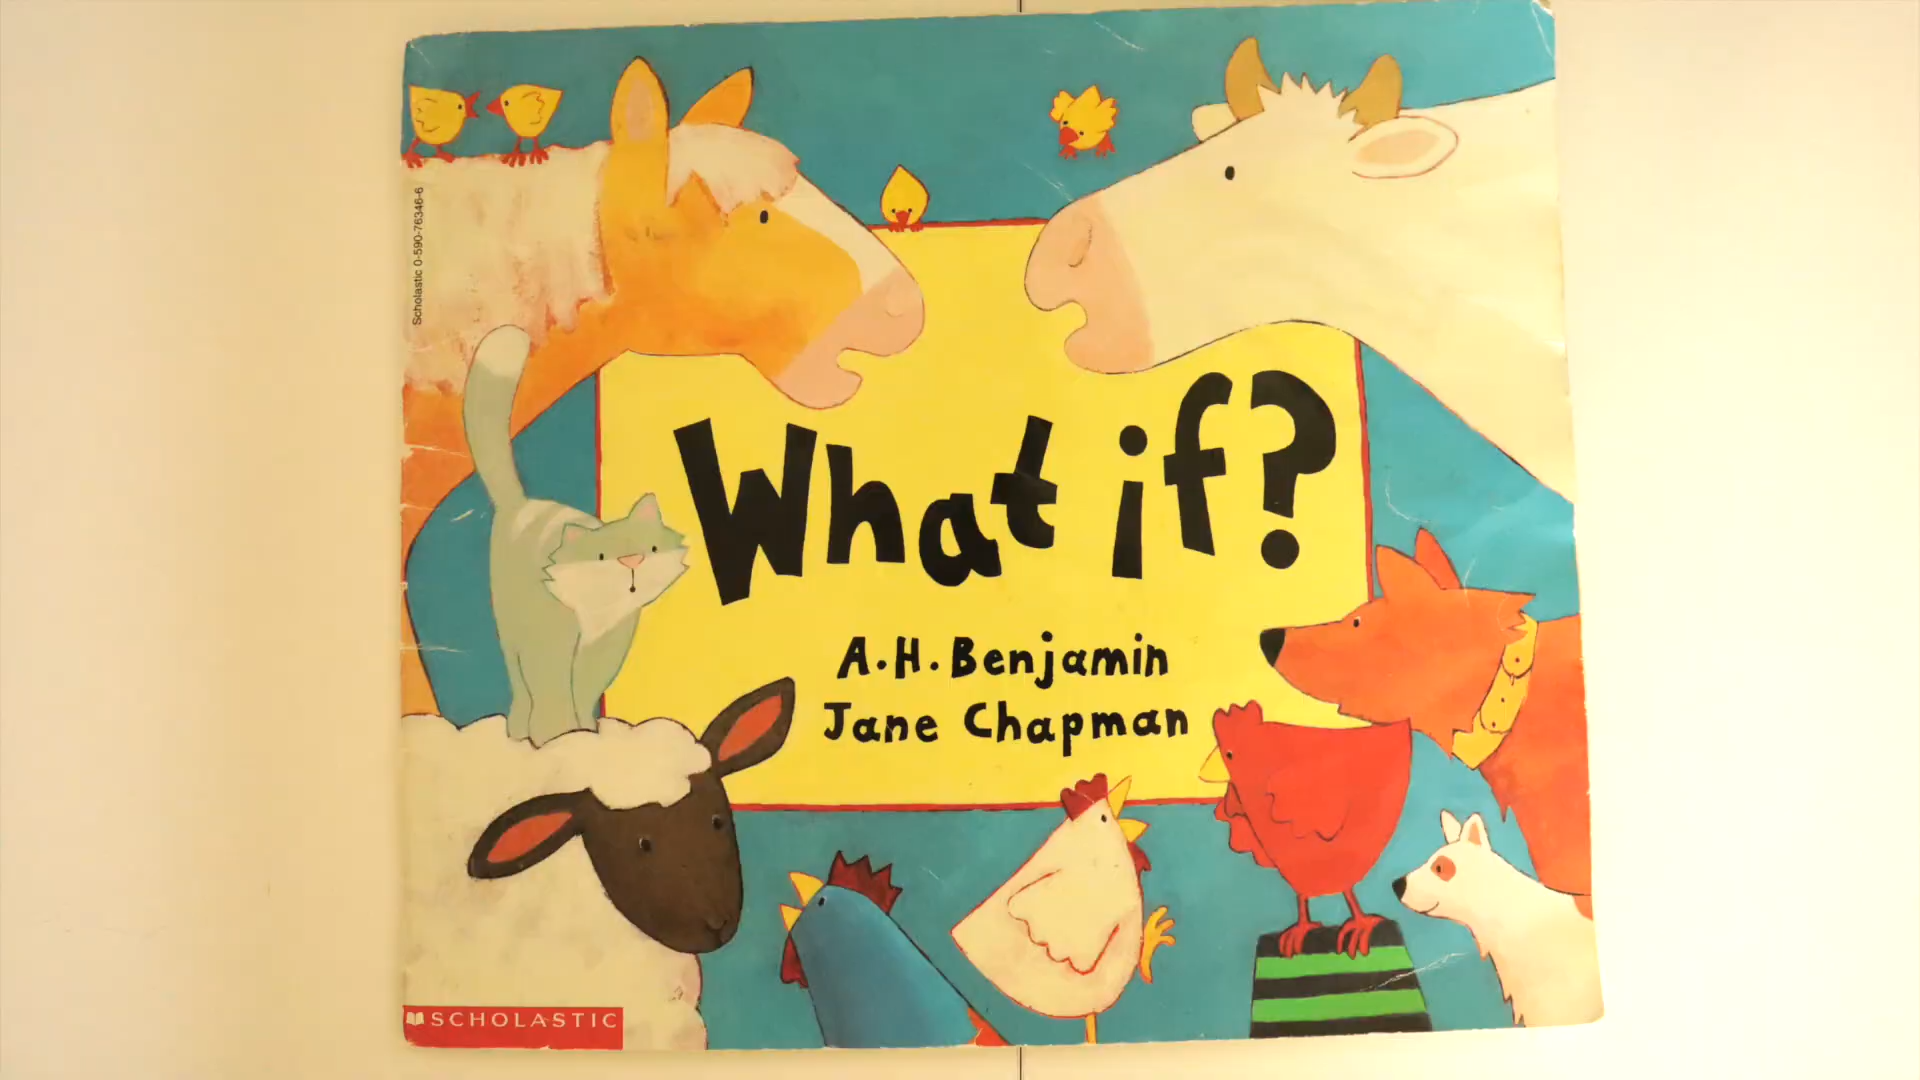 Scholastic 0-590-76346-6
What if?
A.H. Benjamin
Jane Chapman
SCHOLASTIC